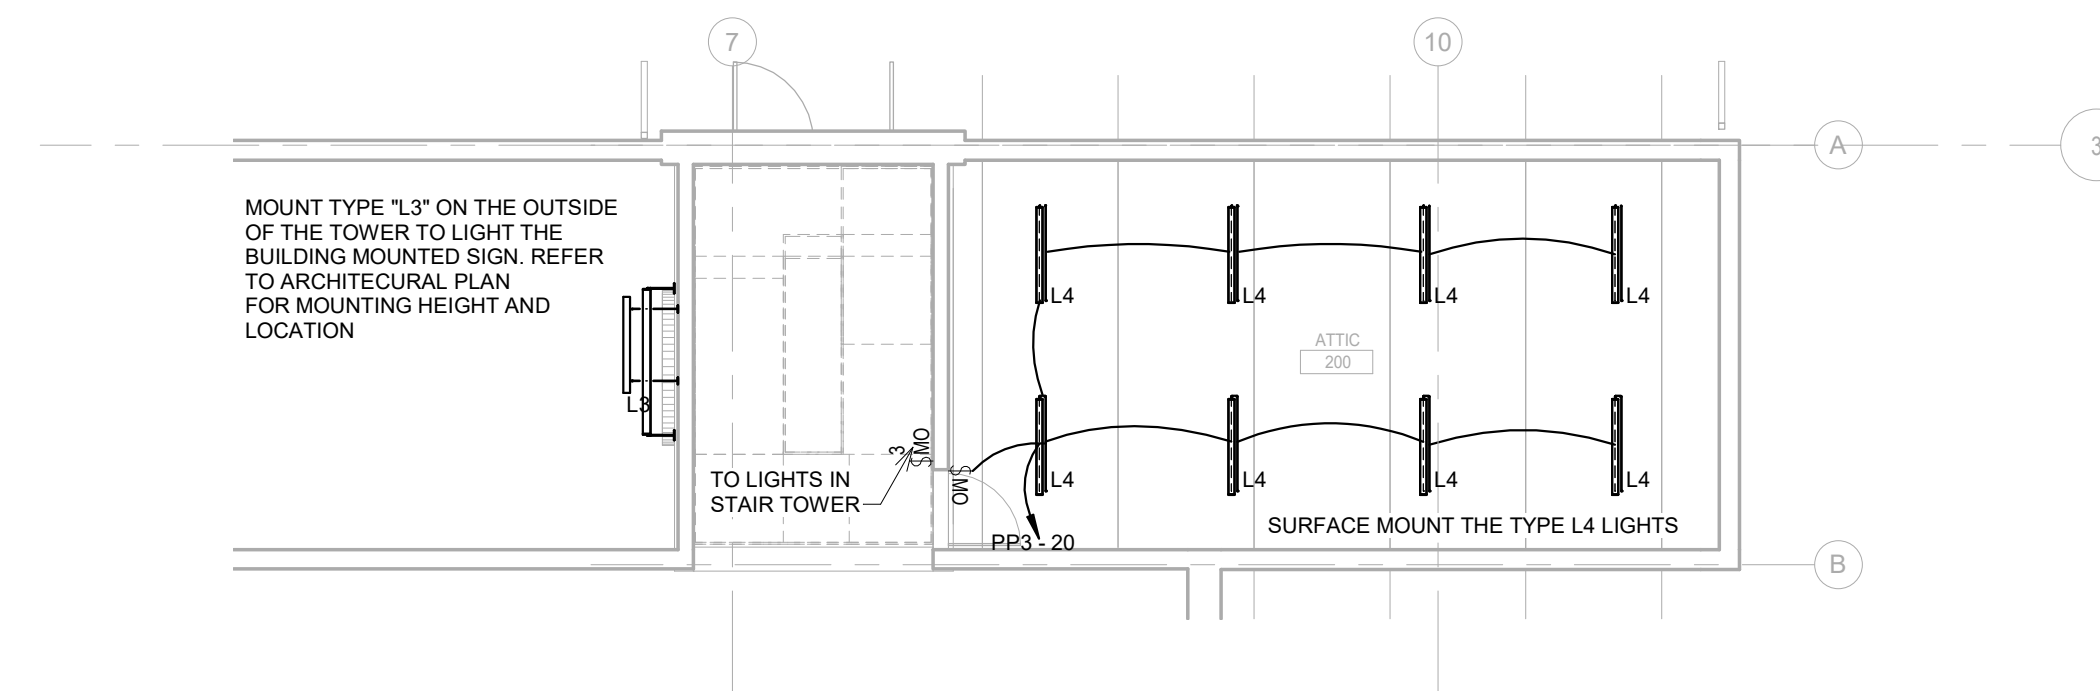 7
10
A
3
MOUNT TYPE "L3" ON THE OUTSIDE
OF THE TOWER TO LIGHT THE
BUILDING MOUNTED SIGN. REFER
TO ARCHITECURAL PLAN
FOR MOUNTING HEIGHT AND
LOCATION
L4
L4
L4
L4
ATTIC
200
L3
3
$MO
TO LIGHTS IN
STAIR TOWER
$MO
L4
L4
L4
L4
SURFACE MOUNT THE TYPE L4 LIGHTS
PP3 - 20
B